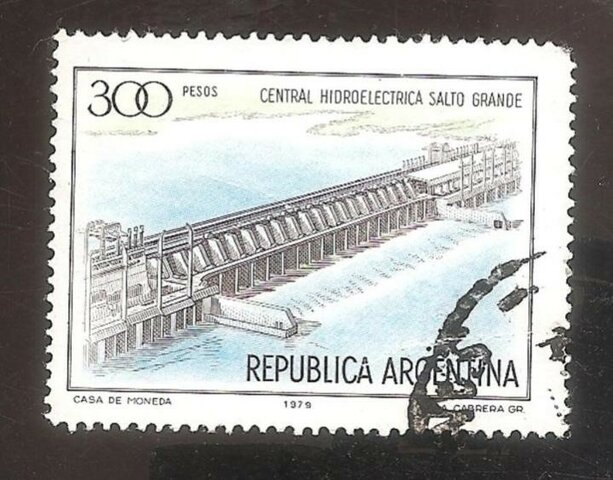 300 PESOS
CENTRAL HIDROELECTRICA SALTO GRANDE
REPUBLICA ARGENTINA
CASA DE MONEDA 1979 CABRERA GR.